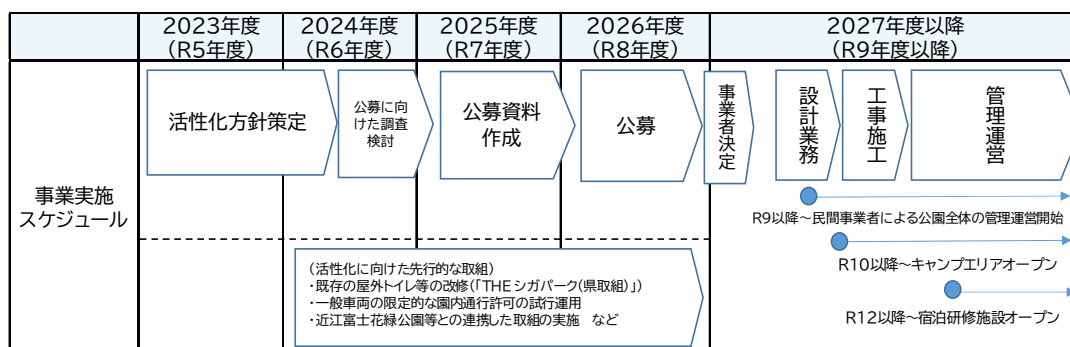 2023年度
(R5年度)
2024年度
(R6年度)
2025年度
(R7年度)
2026年度
(R8年度)
2027年度以降
(R9年度以降)
事業実施
スケジュール
活性化方針策定
公募に向
けた調査
検討
公募資料
作成
公募
事業者決定
設計業務
工事施工
管理運営
R9以降～民間事業者による公園全体の管理運営開始
R10以降～キャンプエリアオープン
R12以降～宿泊研修施設オープン
(活性化に向けた先行的な取組)
・既存の屋外トイレ等の改修(「THEシガパーク(県取組)」)
・一般車両の限定的な園内通行許可の試行運用
・近江富士花緑公園等との連携した取組の実施　など